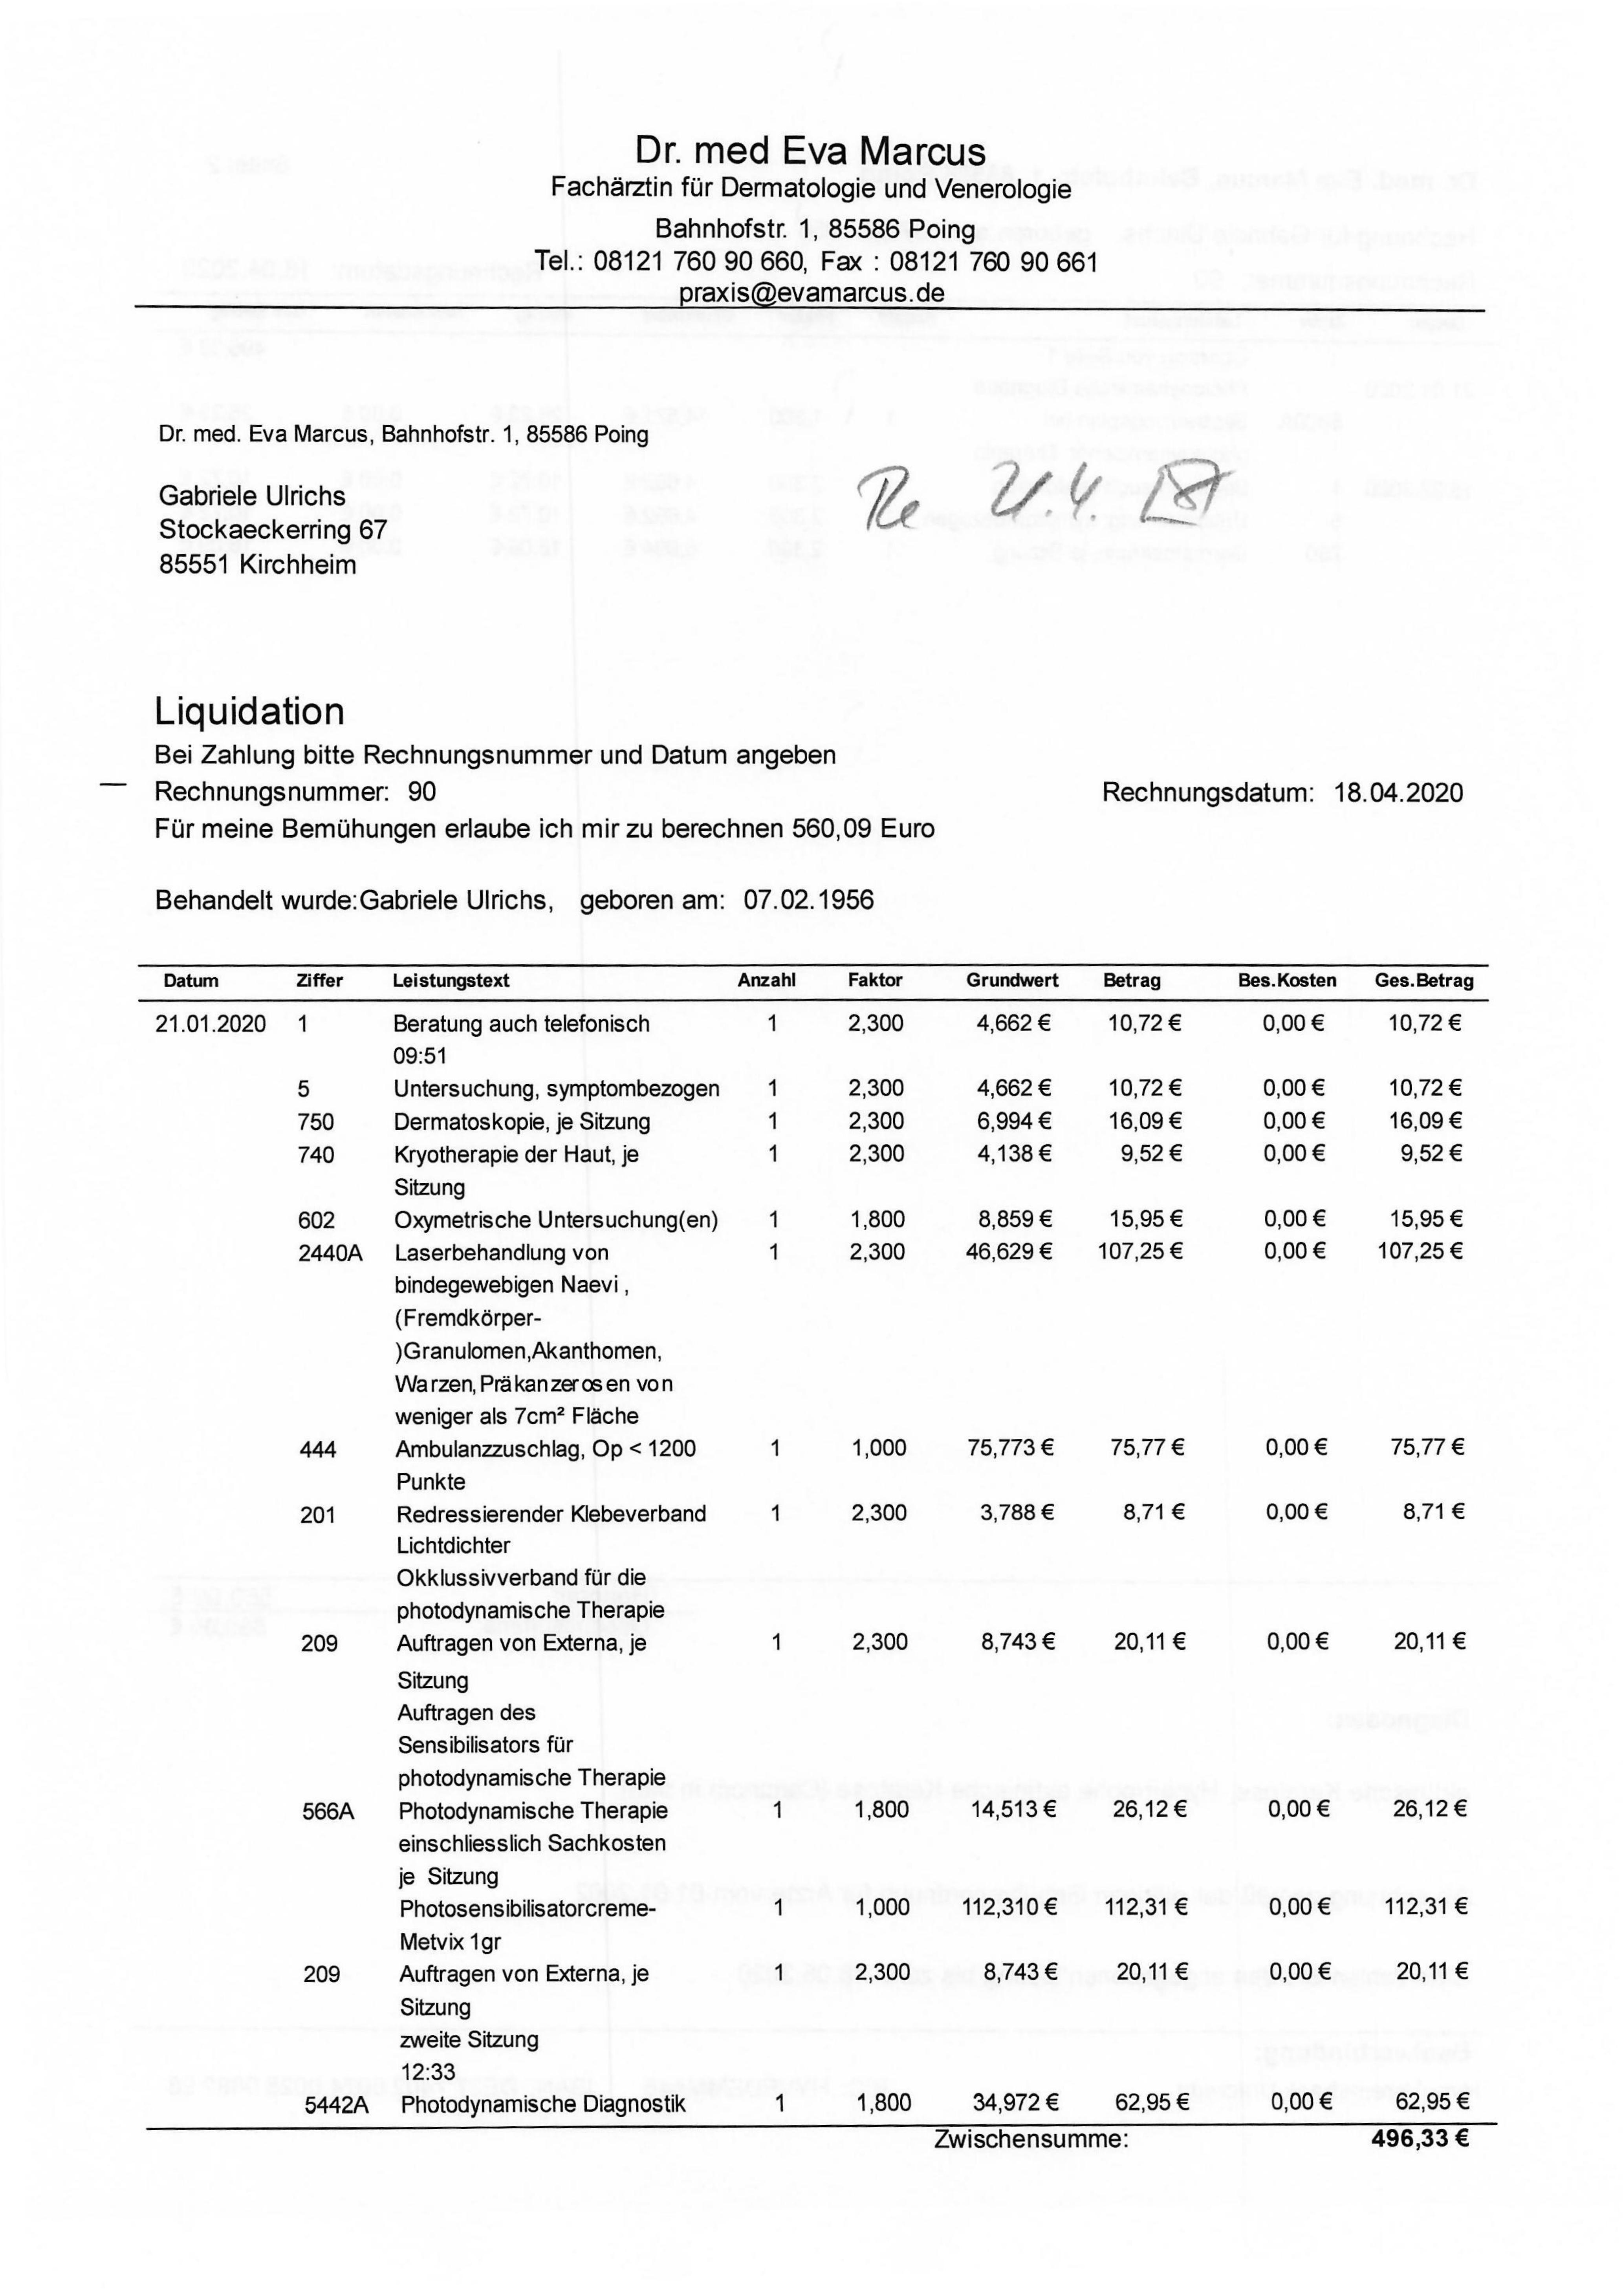 Dr. med Eva Marcus
Fachärztin für Dermatologie und Venerologie
Bahnhofstr. 1, 85586 Poing
Tel.: 08121 760 90 660, Fax : 08121 760 90 661
praxis@evamarcus.de
Dr. med. Eva Marcus, Bahnhofstr. 1, 85586 Poing
Gabriele Ulrichs
Stockaeckerring 67
85551 Kirchheim
21.4.
Liquidation
Bei Zahlung bitte Rechnungsnummer und Datum angeben
Rechnungsnummer: 90 Rechnungsdatum: 18.04.2020
Für meine Bemühungen erlaube ich mir zu berechnen 560,09 Euro
Behandelt wurde:Gabriele Ulrichs, geboren am: 07.02.1956
Datum Ziffer Leistungstext Anzahl Faktor Grundwert Betrag Bes.Kosten Ges.Betrag
21.01.2020 1 Beratung auch telefonisch 1 2,300 4,662 € 10,72 € 0,00 € 10,72 €
09:51
5 Untersuchung, symptombezogen 1 2,300 4,662 € 10,72 € 0,00 € 10,72 €
750 Dermatoskopie, je Sitzung 1 2,300 6,994 € 16,09 € 0,00 € 16,09 €
740 Kryotherapie der Haut, je 1 2,300 4,138 € 9,52 € 0,00 € 9,52 €
Sitzung
602 Oxymetrische Untersuchung(en) 1 1,800 8,859 € 15,95 € 0,00 € 15,95 €
2440A Laserbehandlung von 1 2,300 46,629 € 107,25 € 0,00 € 107,25 €
bindegewebigen Naevi ,
(Fremdkörper-
)Granulomen,Akanthomen,
Warzen,Präkanzerosen von
weniger als 7cm² Fläche
444 Ambulanzzuschlag, Op < 1200 1 1,000 75,773 € 75,77 € 0,00 € 75,77 €
Punkte
201 Redressierender Klebeverband 1 2,300 3,788 € 8,71 € 0,00 € 8,71 €
Lichtdichter
Okklussivverband für die
photodynamische Therapie
209 Auftragen von Externa, je 1 2,300 8,743 € 20,11 € 0,00 € 20,11 €
Sitzung
Auftragen des
Sensibilisators für
photodynamische Therapie
566A Photodynamische Therapie 1 1,800 14,513 € 26,12 € 0,00 € 26,12 €
einschliesslich Sachkosten
je Sitzung
Photosensibilisatorcreme- 1 1,000 112,310 € 112,31 € 0,00 € 112,31 €
Metvix 1gr
209 Auftragen von Externa, je 1 2,300 8,743 € 20,11 € 0,00 € 20,11 €
Sitzung
zweite Sitzung
12:33
5442A Photodynamische Diagnostik 1 1,800 34,972 € 62,95 € 0,00 € 62,95 €
Zwischensumme: 496,33 €